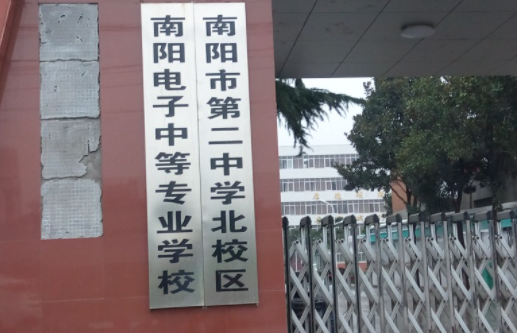 南阳市第二中学北校区
南阳电子中等专业学校